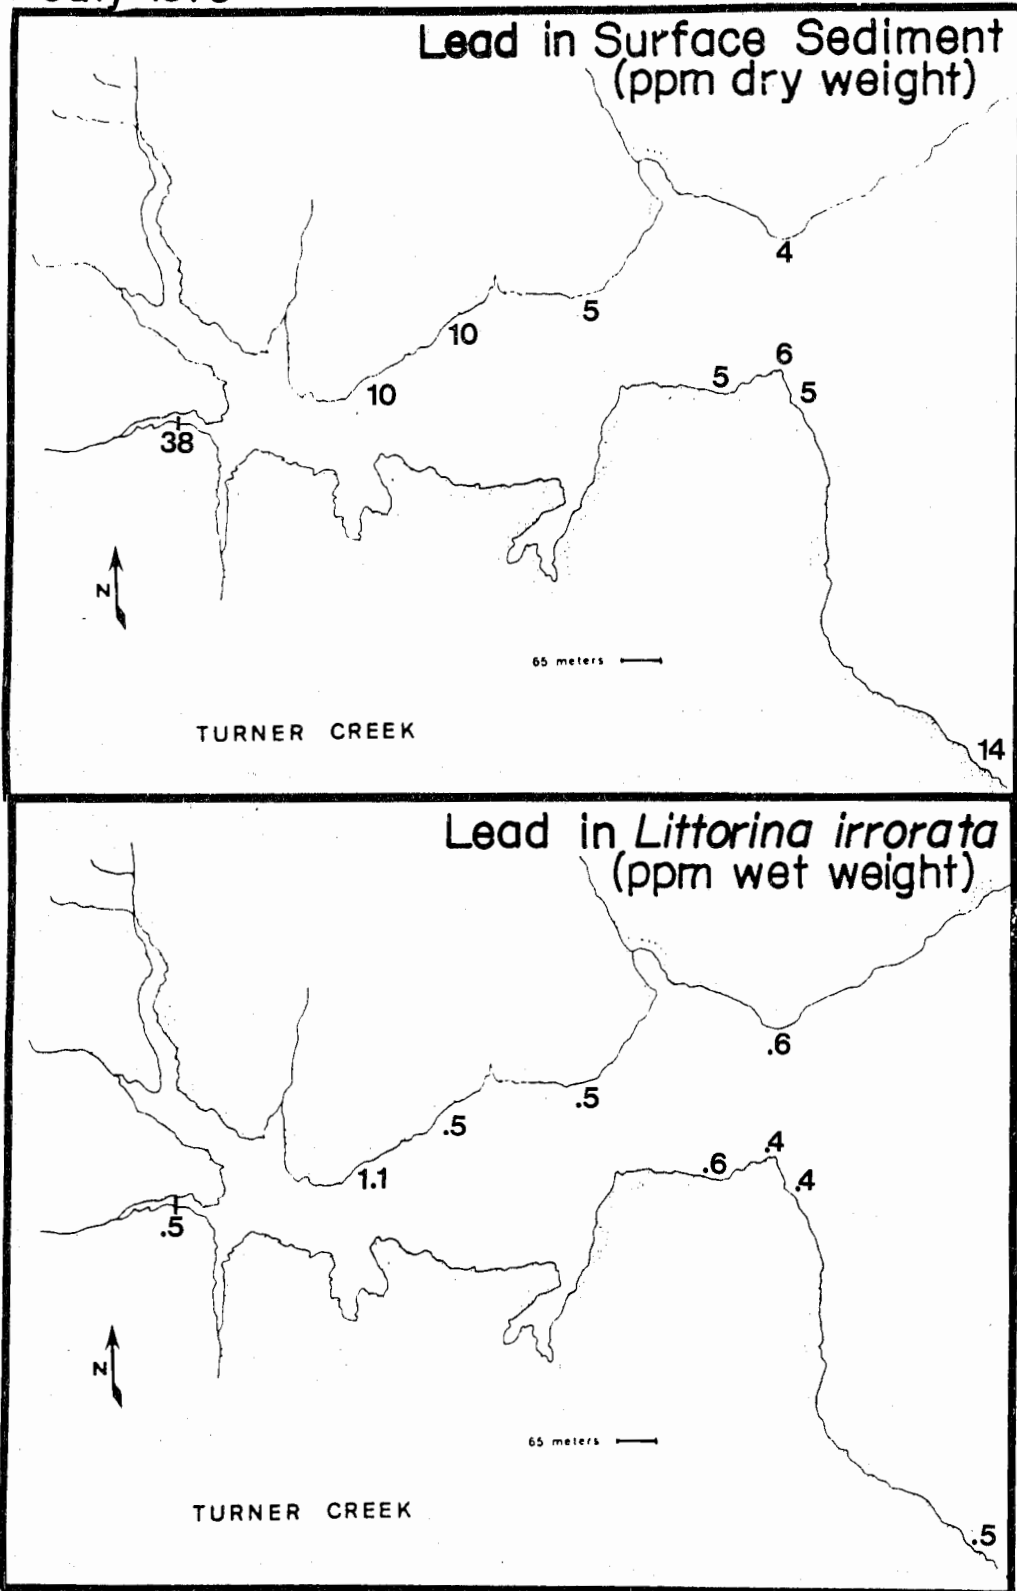 Lead in Surface Sediment
(ppm dry weight)
4
5
10
6
5
5
10
38
N
65 meters
TURNER CREEK
14
Lead in Littorina irrorata
(ppm wet weight)
.6
.5
.5
.4
.6
.4
1.1
.5
N
65 meters
TURNER CREEK
.5